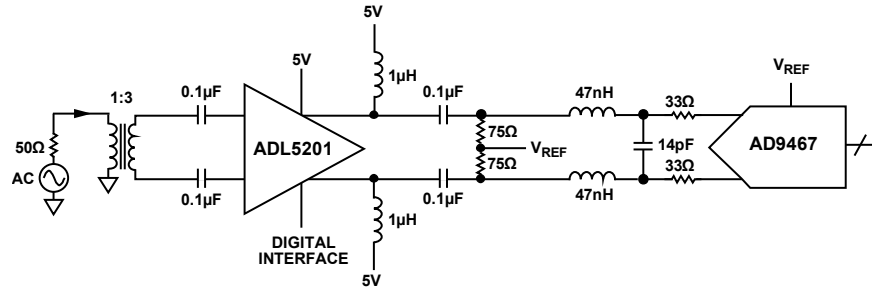 5V
5V
1µH
1:3
0.1µF
0.1µF
47nH
33Ω
VREF
50Ω
AC
ADL5201
75Ω
75Ω
VREF
14pF
AD9467
0.1µF
0.1µF
47nH
33Ω
1µH
DIGITAL
INTERFACE
5V